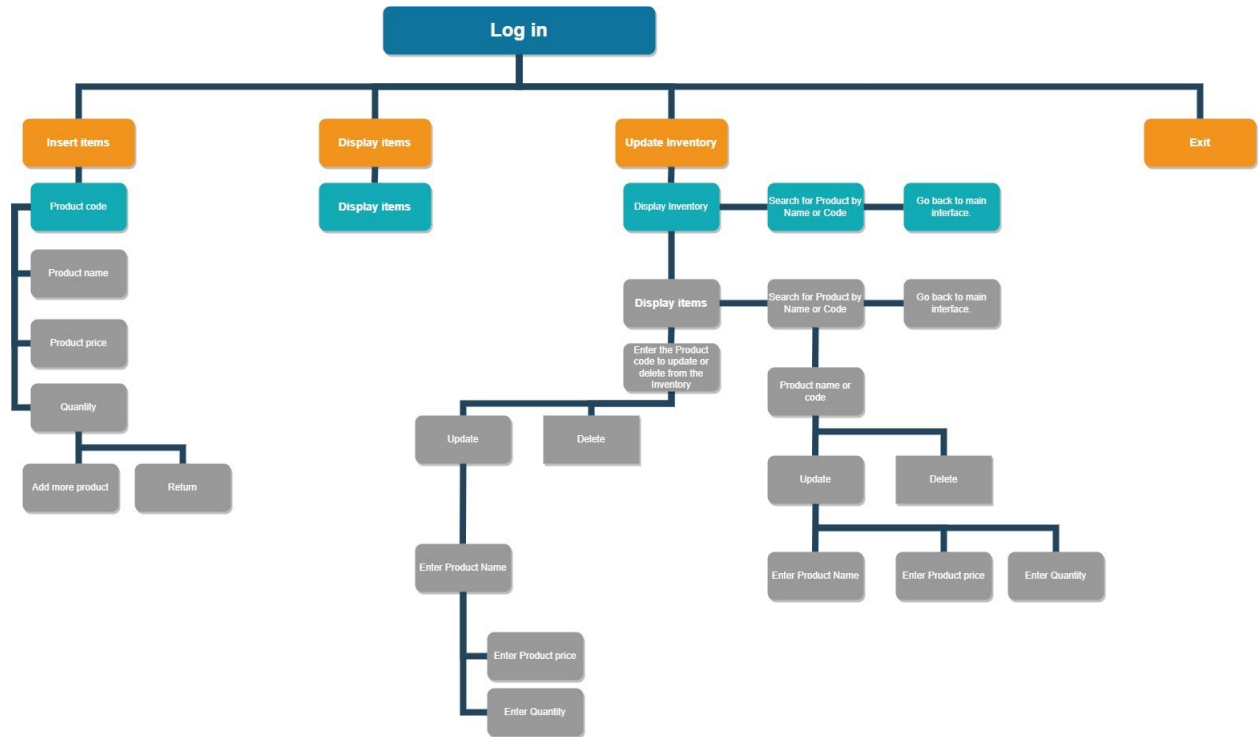 Log in
Insert items
Display items
Update Inventory
Exit
Product code
Display items
Display Inventory
Search for Product by
Name or Code
Go back to main
interface.
Product name
Display items
Search for Product by
Name or Code
Go back to main
interface.
Product price
Enter the Product
code to update or
delete from the
Inventory
Product name or
code
Quantity
Update
Delete
Add more product
Return
Update
Delete
Enter Product Name
Enter Product Name
Enter Product price
Enter Quantity
Enter Product price
Enter Quantity